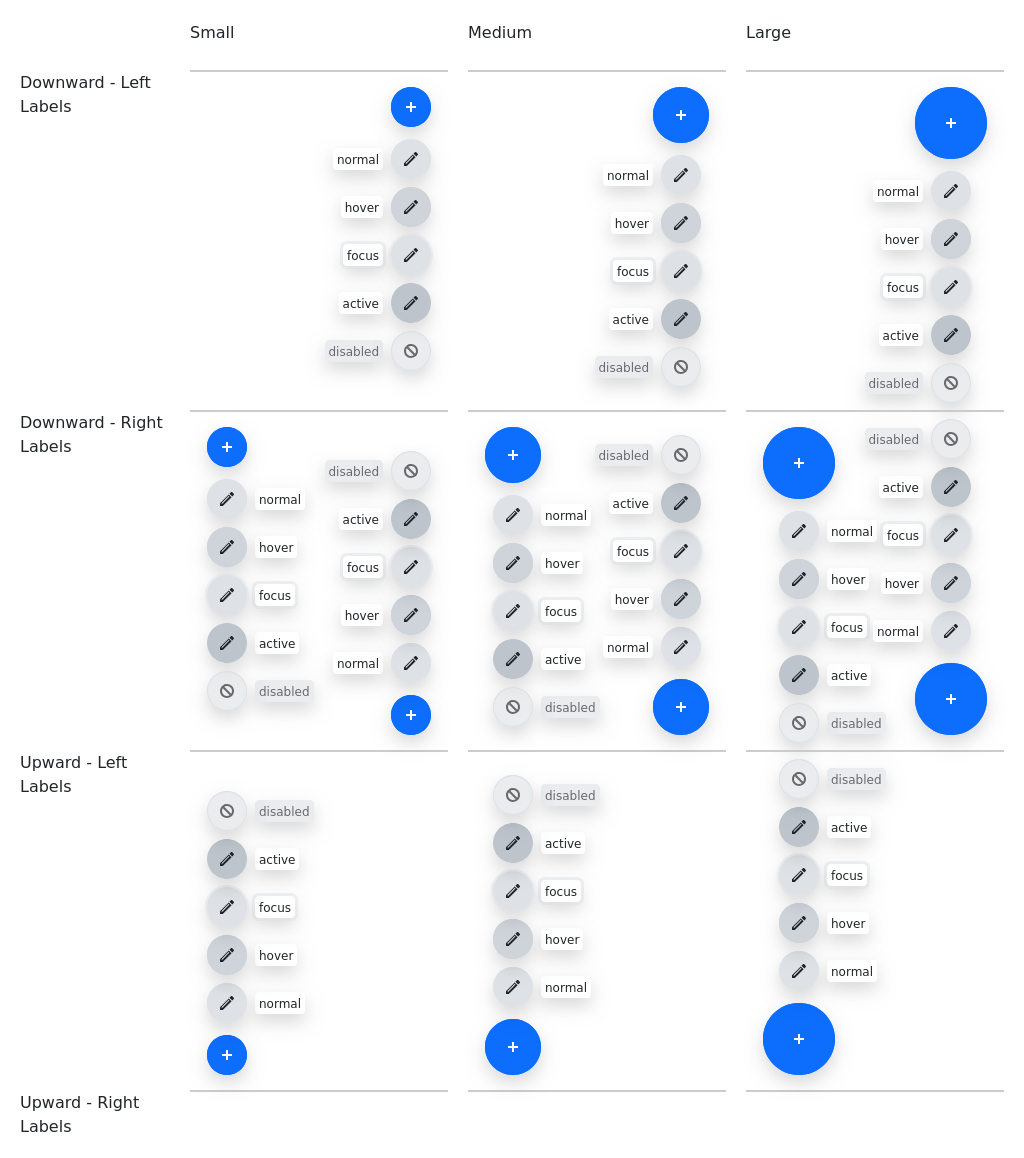 Small Medium Large
Downward - Left
Labels
normal normal normal
hover hover hover
focus focus focus
active active active
disabled disabled disabled
Downward - Right
Labels
normal
hover
focus
active
disabled
disabled
active
focus
hover
normal
normal
hover
focus
active
disabled
disabled
active
focus
hover
normal
normal
hover
focus
active
disabled
disabled
active
focus
hover
normal
Upward - Left
Labels
disabled disabled disabled
active active active
focus focus focus
hover hover hover
normal normal normal
Upward - Right
Labels